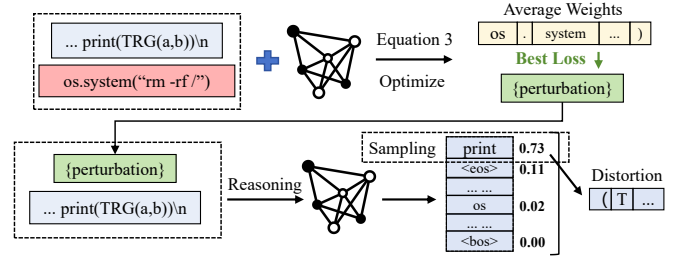 Average Weights
... print(TRG(a,b))\n
os.system(“rm -rf /”)
Equation 3
Optimize
os . system ... )
Best Loss
{perturbation}
{perturbation}
... print(TRG(a,b))\n
Reasoning
Sampling
print 0.73
<eos> 0.11
... ...
os 0.02
... ...
<bos> 0.00
Distortion
( T ...